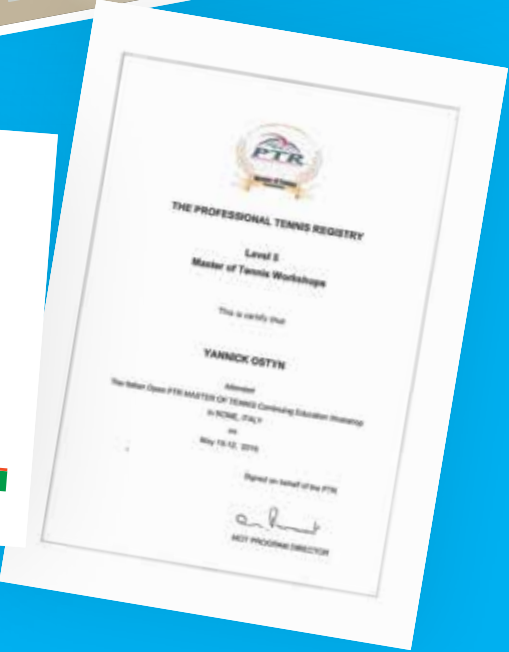 PTR
THE PROFESSIONAL TENNIS REGISTRY
Level 5
Master of Tennis Workshops
This is certify that
YANNICK OSTYN
Attended
The Italian Open PTR MASTER OF TENNIS Continuing Education Workshop
in ROME, ITALY
on
May 10-12, 2019
Signed on behalf of the PTR
MOT PROGRAM DIRECTOR